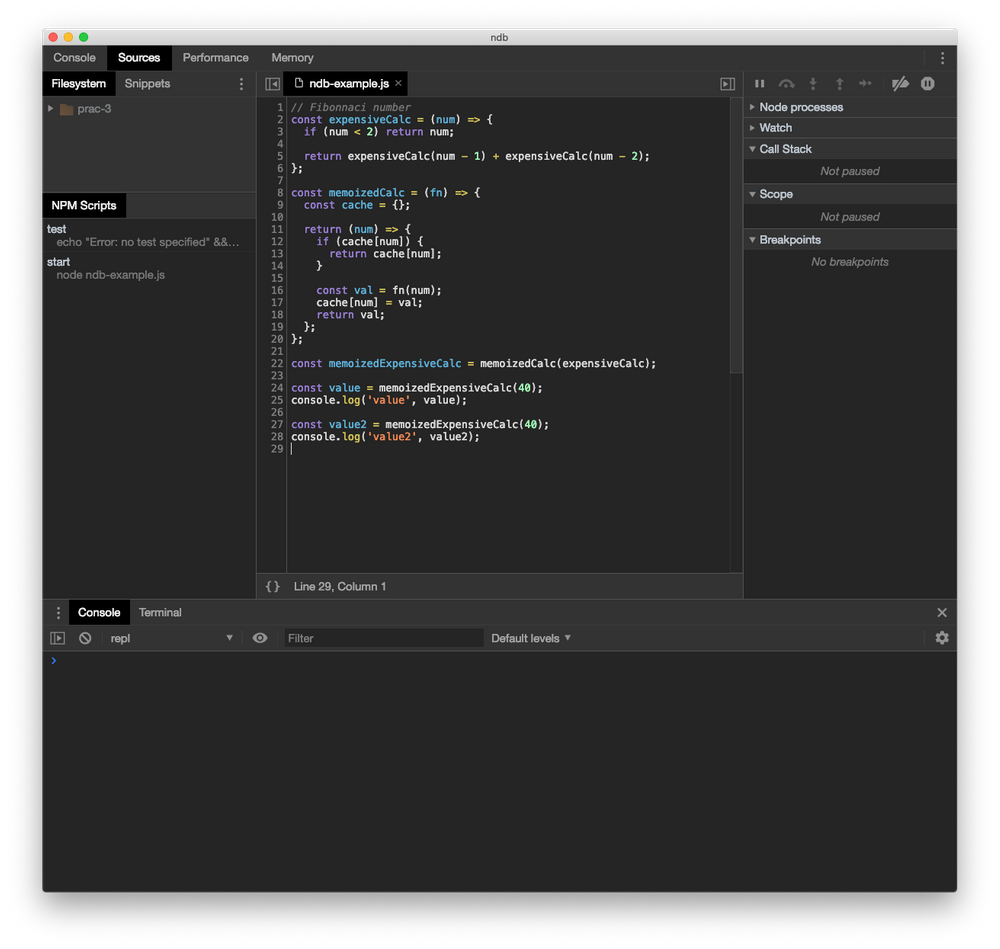 ndb
Console Sources Performance Memory
Filesystem Snippets
prac-3
NPM Scripts
test
echo "Error: no test specified" &&...
start
node ndb-example.js
ndb-example.js ×
1 // Fibonnaci number
2 const expensiveCalc = (num) => {
3   if (num < 2) return num;
4
5   return expensiveCalc(num - 1) + expensiveCalc(num - 2);
6 };
7
8 const memoizedCalc = (fn) => {
9   const cache = {};
10
11   return (num) => {
12     if (cache[num]) {
13       return cache[num];
14     }
15
16     const val = fn(num);
17     cache[num] = val;
18     return val;
19   };
20 };
21
22 const memoizedExpensiveCalc = memoizedCalc(expensiveCalc);
23
24 const value = memoizedExpensiveCalc(40);
25 console.log('value', value);
26
27 const value2 = memoizedExpensiveCalc(40);
28 console.log('value2', value2);
29
{} Line 29, Column 1
Node processes
Watch
Call Stack
Not paused
Scope
Not paused
Breakpoints
No breakpoints
Console Terminal
repl Filter Default levels